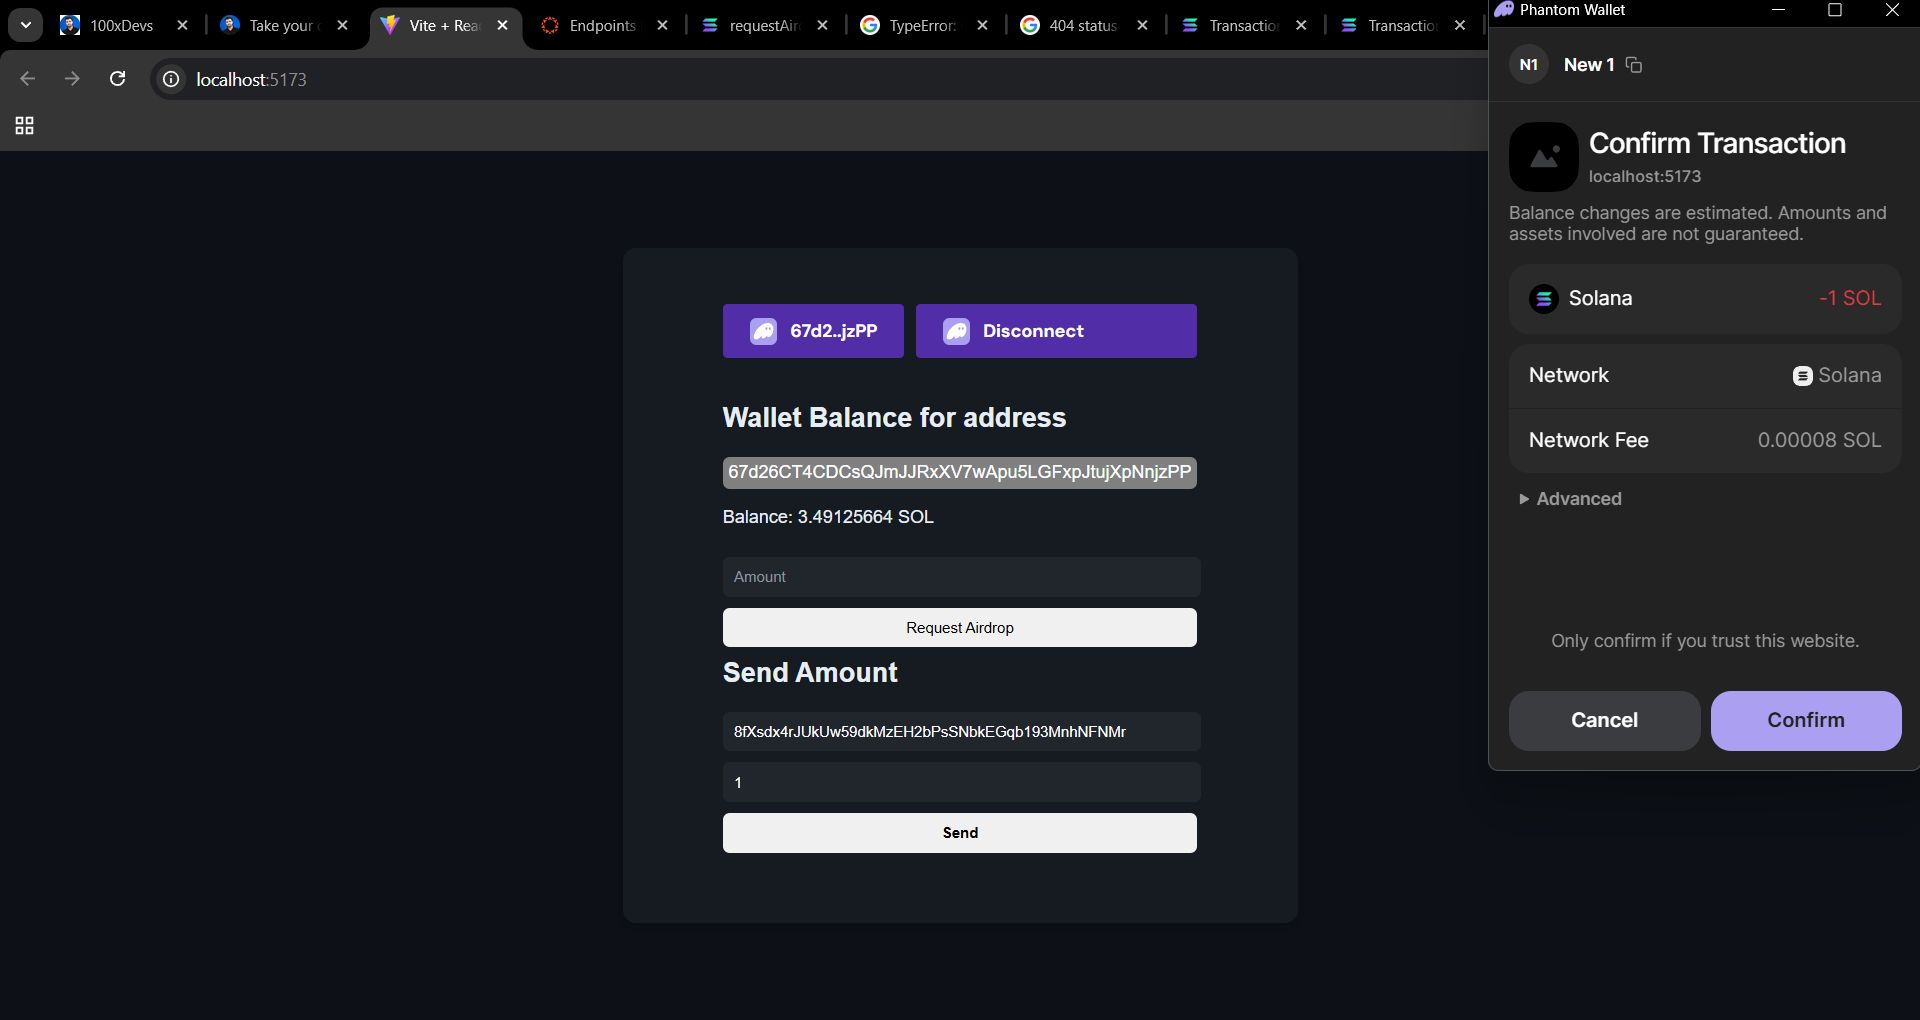 100xDevs
Take your
Vite + Rea
Endpoints
requestAir
TypeError:
404 status
Transaction
Transactio
Phantom Wallet
localhost:5173
N1
New 1
Confirm Transaction
localhost:5173
Balance changes are estimated. Amounts and
assets involved are not guaranteed.
Solana
-1 SOL
Network
Solana
Network Fee
0.00008 SOL
Advanced
Only confirm if you trust this website.
Cancel
Confirm
67d2..jzPP
Disconnect
Wallet Balance for address
67d26CT4CDCsQJmJJRxXV7wApu5LGFxpJtujXpNnjzPP
Balance: 3.49125664 SOL
Amount
Request Airdrop
Send Amount
8fXsdx4rJUkUw59dkMzEH2bPsSNbkEGqb193MnhNFNMr
1
Send